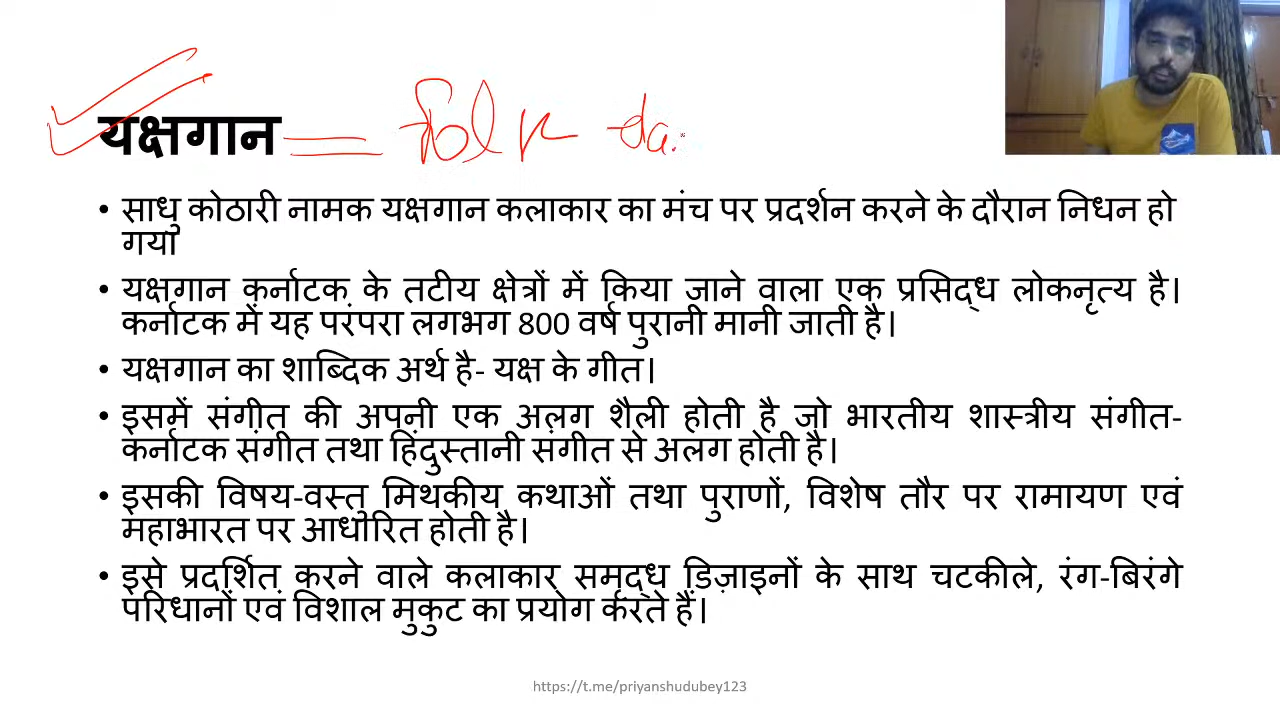 यक्षगान = folk da
• साधु कोठारी नामक यक्षगान कलाकार का मंच पर प्रदर्शन करने के दौरान निधन हो
गया
• यक्षगान कर्नाटक के तटीय क्षेत्रों में किया जाने वाला एक प्रसिद्ध लोकनृत्य है।
कर्नाटक में यह परंपरा लगभग 800 वर्ष पुरानी मानी जाती है।
• यक्षगान का शाब्दिक अर्थ है- यक्ष के गीत।
• इसमें संगीत की अपनी एक अलग शैली होती है जो भारतीय शास्त्रीय संगीत-
कर्नाटक संगीत तथा हिंदुस्तानी संगीत से अलग होती है।
• इसकी विषय-वस्तु मिथकीय कथाओं तथा पुराणों, विशेष तौर पर रामायण एवं
महाभारत पर आधारित होती है।
• इसे प्रदर्शित करने वाले कलाकार समृद्ध डिज़ाइनों के साथ चटकीले, रंग-बिरंगे
परिधानों एवं विशाल मुकुट का प्रयोग करते हैं।
https://t.me/priyanshudubey123